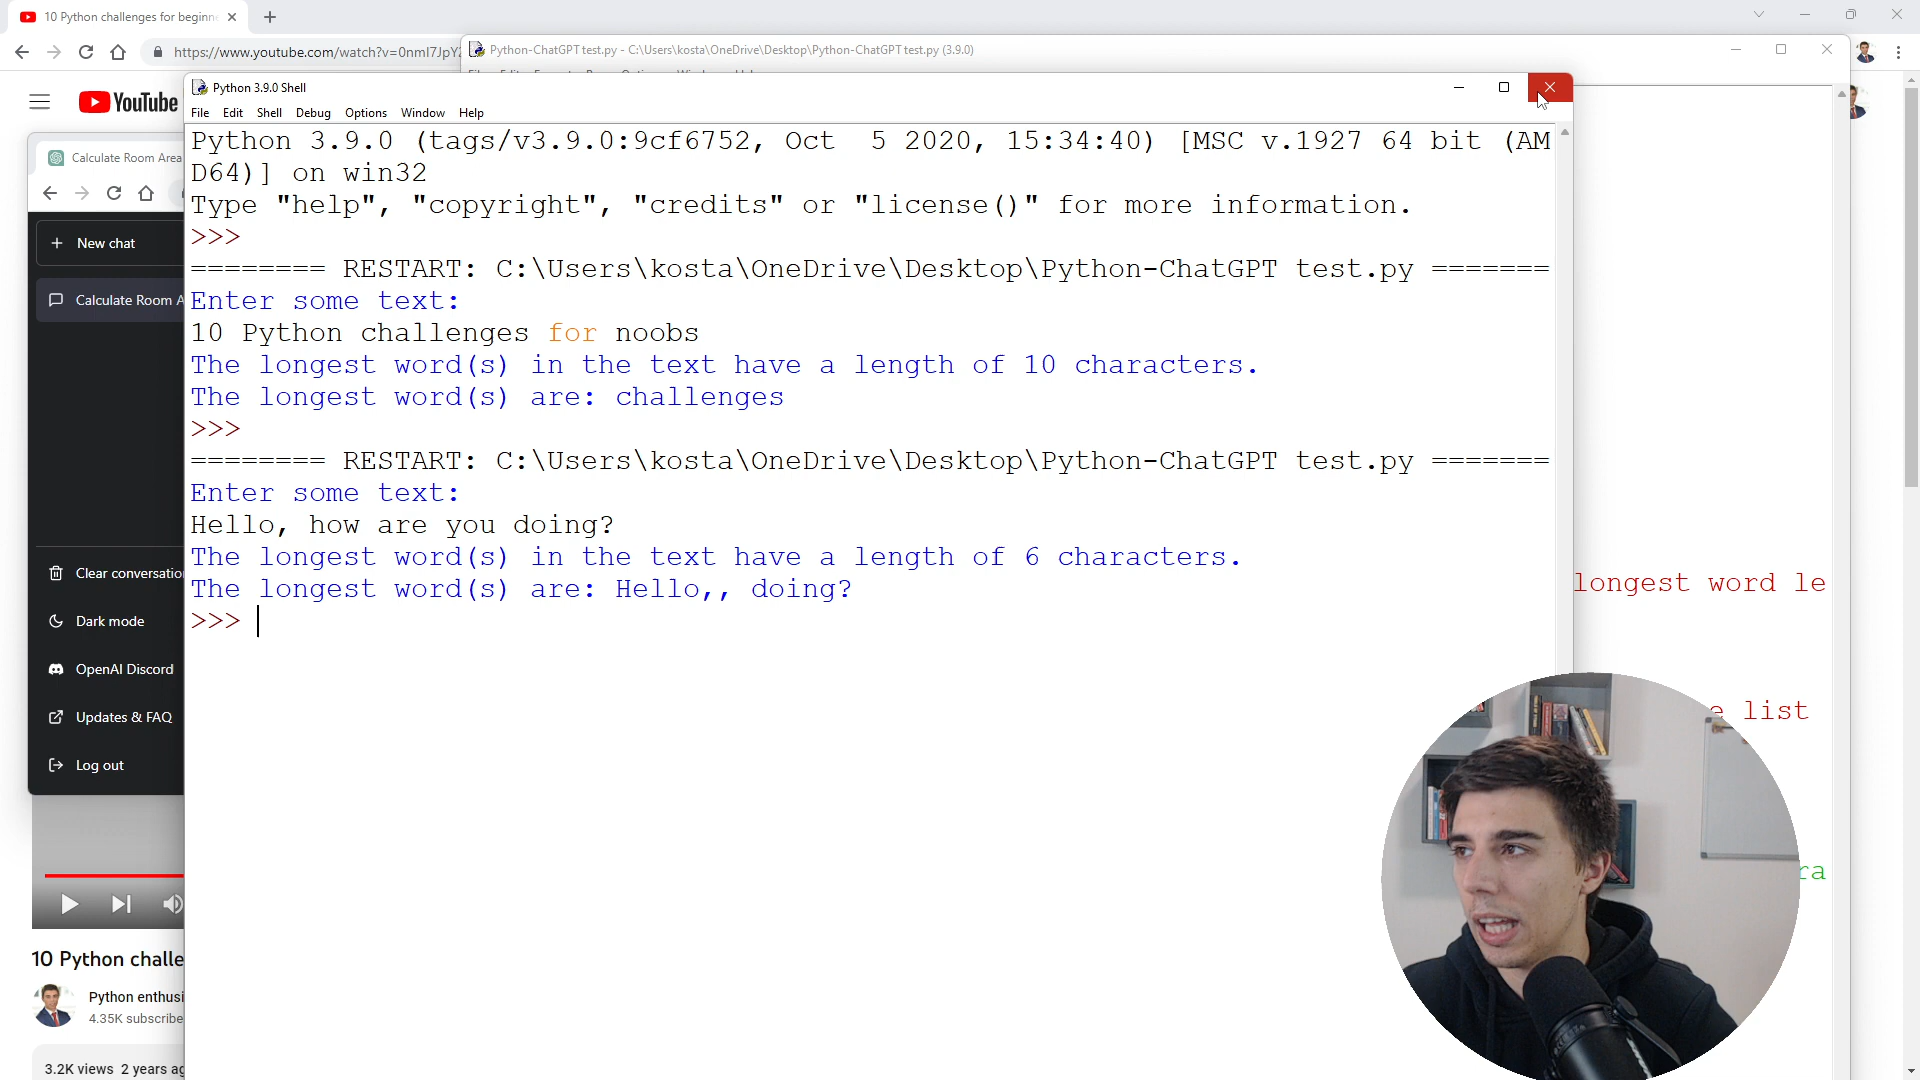 10 Python challenges for beginn
https://www.youtube.com/watch?v=0nmI7JpY
Python-ChatGPT test.py - C:\Users\kosta\OneDrive\Desktop\Python-ChatGPT test.py (3.9.0)
Python 3.9.0 Shell
YouTube
File Edit Shell Debug Options Window Help
Python 3.9.0 (tags/v3.9.0:9cf6752, Oct  5 2020, 15:34:40) [MSC v.1927 64 bit (AM
D64)] on win32
Type "help", "copyright", "credits" or "license()" for more information.
>>>
======== RESTART: C:\Users\kosta\OneDrive\Desktop\Python-ChatGPT test.py =======
Enter some text:
10 Python challenges for noobs
The longest word(s) in the text have a length of 10 characters.
The longest word(s) are: challenges
>>>
======== RESTART: C:\Users\kosta\OneDrive\Desktop\Python-ChatGPT test.py =======
Enter some text:
Hello, how are you doing?
The longest word(s) in the text have a length of 6 characters.
The longest word(s) are: Hello,, doing?
>>>
Calculate Room Area
+ New chat
Calculate Room A
Clear conversatio
Dark mode
OpenAI Discord
Updates & FAQ
Log out
longest word le
e list
ra
10 Python challe
Python enthusi
4.35K subscribe
3.2K views 2 years ag